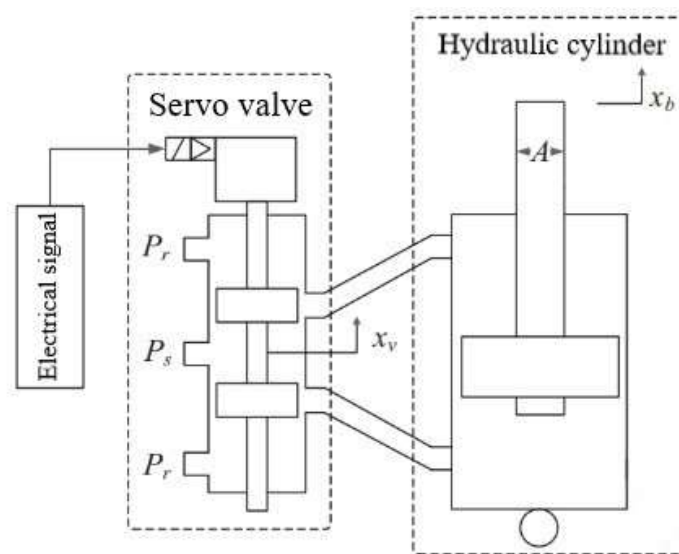 Hydraulic cylinder
Servo valve
x_b
A
Electrical signal
P_r
P_s
x_v
P_r